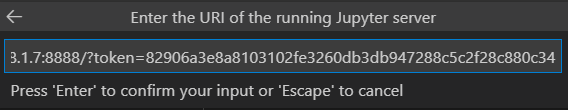 Enter the URI of the running Jupyter server
3.1.7:8888/?token=82906a3e8a8103102fe3260db3db947288c5c2f28c880c34
Press 'Enter' to confirm your input or 'Escape' to cancel